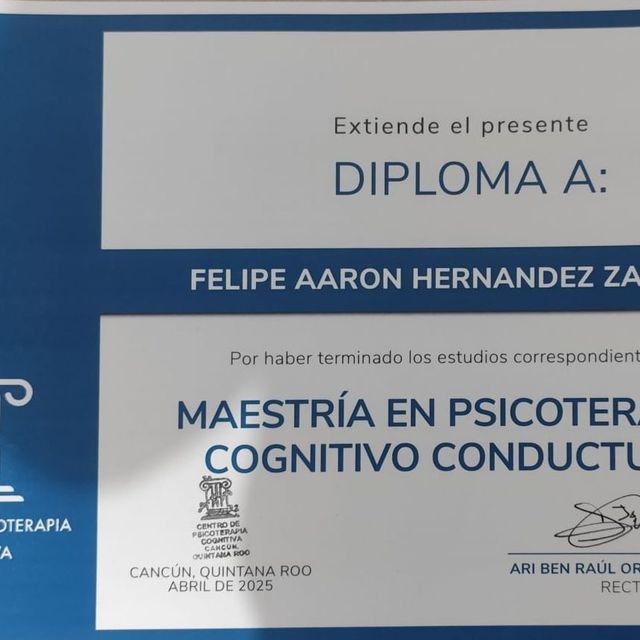 Extiende el presente
DIPLOMA A:
FELIPE AARON HERNANDEZ ZA
Por haber terminado los estudios correspondient
MAESTRÍA EN PSICOTERA
COGNITIVO CONDUCTU
CENTRO DE
PSICOTERAPIA
COGNITIVA
CANCÚN,
QUINTANA ROO
OTERAPIA
VA
CANCÚN, QUINTANA ROO
ABRIL DE 2025
ARI BEN RAÚL OR
RECT